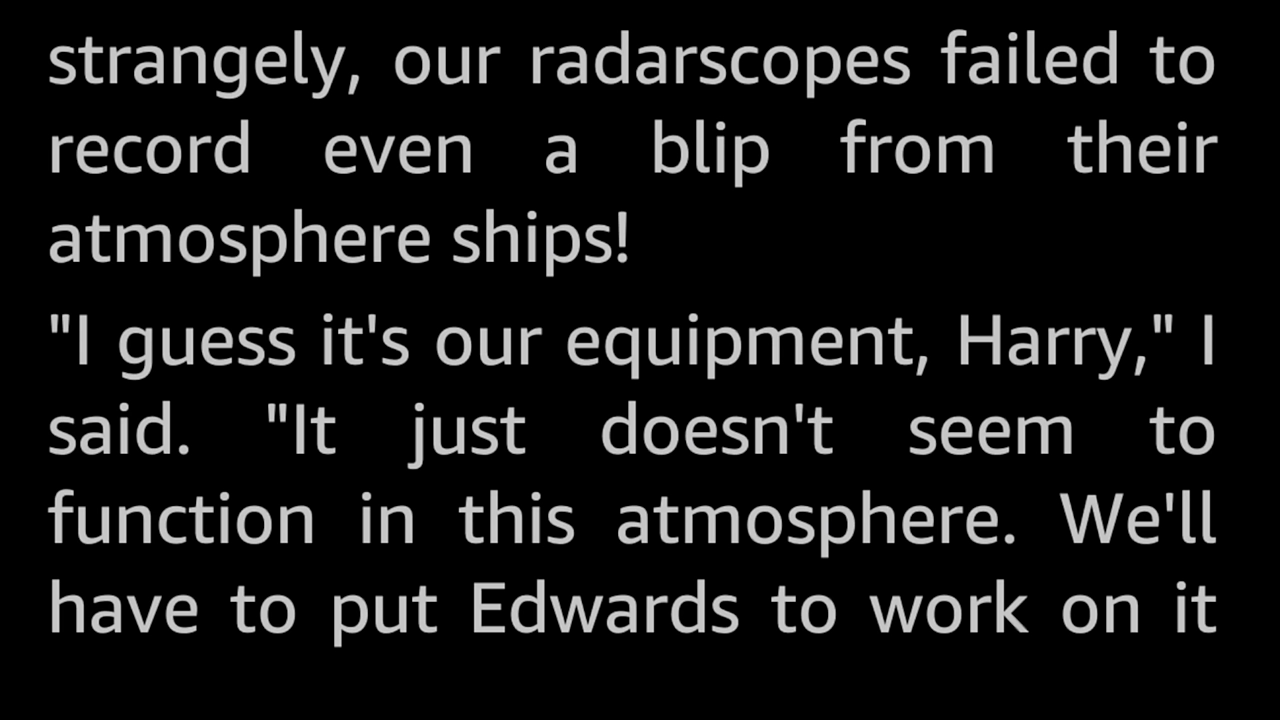 strangely, our radarscopes failed to
record even a blip from their
atmosphere ships!
"I guess it's our equipment, Harry," I
said. "It just doesn't seem to
function in this atmosphere. We'll
have to put Edwards to work on it